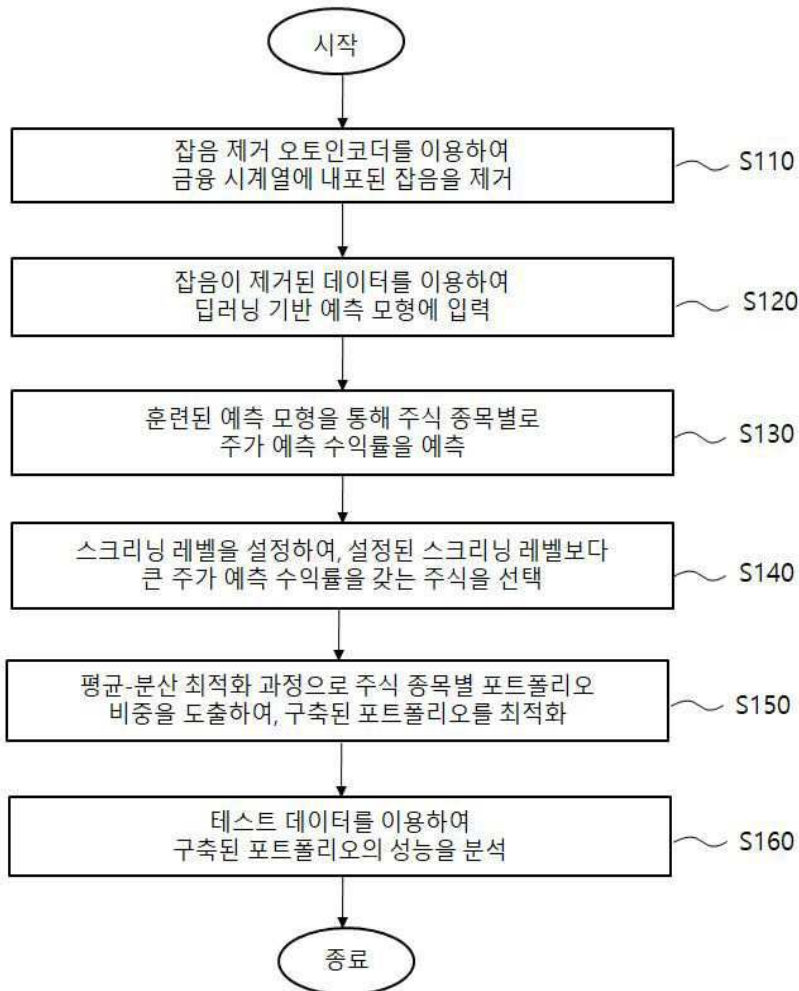 시작
잡음 제거 오토인코더를 이용하여
금융 시계열에 내포된 잡음을 제거
S110
잡음이 제거된 데이터를 이용하여
딥러닝 기반 예측 모형에 입력
S120
훈련된 예측 모형을 통해 주식 종목별로
주가 예측 수익률을 예측
S130
스크리닝 레벨을 설정하여, 설정된 스크리닝 레벨보다
큰 주가 예측 수익률을 갖는 주식을 선택
S140
평균-분산 최적화 과정으로 주식 종목별 포트폴리오
비중을 도출하여, 구축된 포트폴리오를 최적화
S150
테스트 데이터를 이용하여
구축된 포트폴리오의 성능을 분석
S160
종료